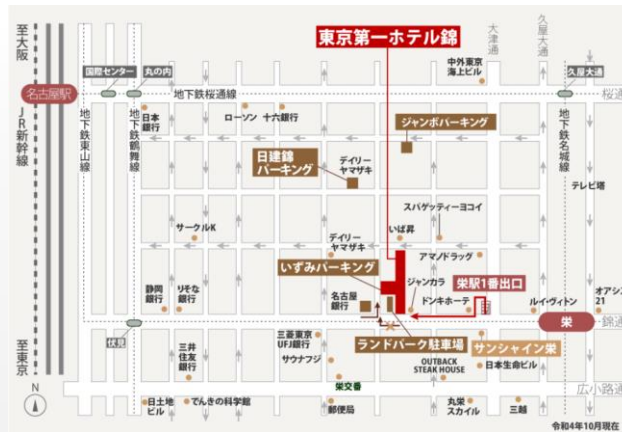 至大阪
名古屋駅
JR新幹線
至東京
N
国際センター
丸の内
地下鉄桜通線
東京第一ホテル錦
大津通
久屋大通
中外東京
海上ビル
久屋大通
桜通
地下鉄東山線
地下鉄鶴舞線
日本
銀行
ローソン
十六銀行
ジャンボパーキング
地下鉄名城線
日建錦
パーキング
デイリー
ヤマザキ
テレビ塔
スパゲッティーヨコイ
サークルK
デイリー
ヤマザキ
いば昇
アマノドラッグ
いずみパーキング
栄駅1番出口
静岡
銀行
りそな
銀行
名古屋
銀行
ジャンカラ
ドンキホーテ
ルイ・ヴィトン
オアシス
21
栄
錦通
伏見
ランドパーク駐車場
三井
住友
銀行
三菱東京
UFJ銀行
サウナフジ
サンシャイン栄
OUTBACK
STEAK HOUSE
日本生命ビル
栄交番
広小路通
日土地
ビル
でんきの科学館
郵便局
丸栄
スカイル
三越
令和4年10月現在